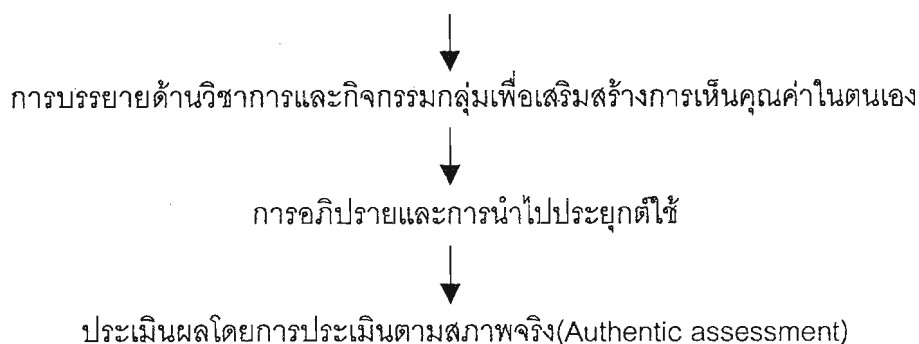 การบรรยายด้านวิชาการและกิจกรรมกลุ่มเพื่อเสริมสร้างการเห็นคุณค่าในตนเอง
การอภิปรายและการนำไปประยุกต์ใช้
ประเมินผลโดยการประเมินตามสภาพจริง(Authentic assessment)